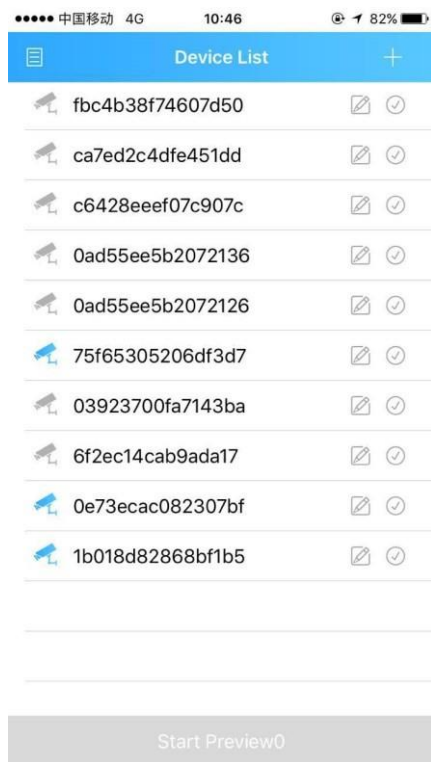 中国移动 4G 10:46 82%
Device List
fbc4b38f74607d50
ca7ed2c4dfe451dd
c6428eeef07c907c
0ad55ee5b2072136
0ad55ee5b2072126
75f65305206df3d7
03923700fa7143ba
6f2ec14cab9ada17
0e73ecac082307bf
1b018d82868bf1b5
Start Preview0